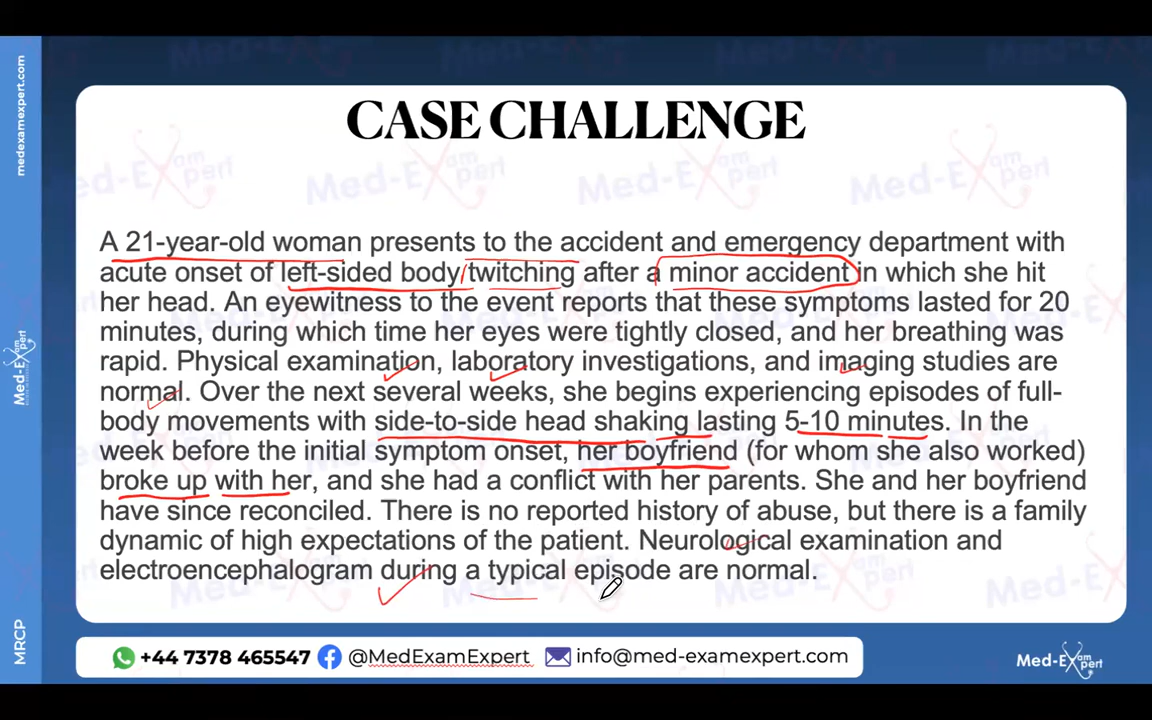 medexamexpert.com
Med-Exam Expert
MRCP
CASE CHALLENGE
A 21-year-old woman presents to the accident and emergency department with
acute onset of left-sided body twitching after a minor accident in which she hit
her head. An eyewitness to the event reports that these symptoms lasted for 20
minutes, during which time her eyes were tightly closed, and her breathing was
rapid. Physical examination, laboratory investigations, and imaging studies are
normal. Over the next several weeks, she begins experiencing episodes of full-
body movements with side-to-side head shaking lasting 5-10 minutes. In the
week before the initial symptom onset, her boyfriend (for whom she also worked)
broke up with her, and she had a conflict with her parents. She and her boyfriend
have since reconciled. There is no reported history of abuse, but there is a family
dynamic of high expectations of the patient. Neurological examination and
electroencephalogram during a typical episode are normal.
+44 7378 465547 @MedExamExpert info@med-examexpert.com
Med-Exam Expert